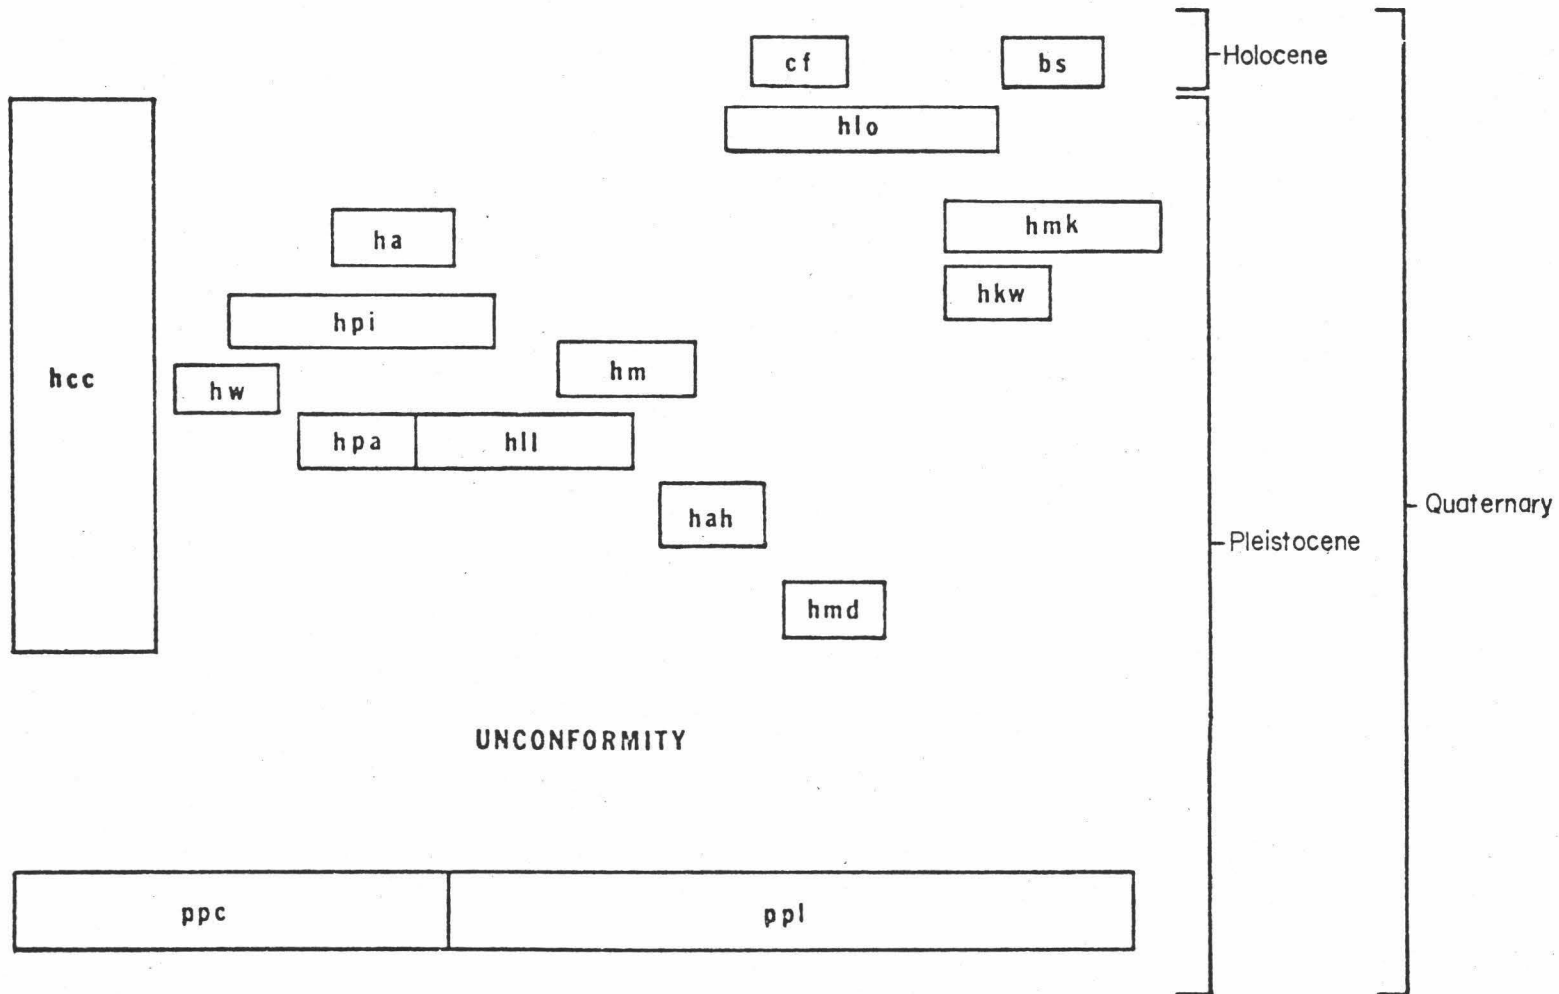 cf
bs
Holocene
hlo
ha
hmk
hpi
hkw
hcc
hw
hm
hpa
hll
hah
Quaternary
Pleistocene
hmd
UNCONFORMITY
ppc
ppl